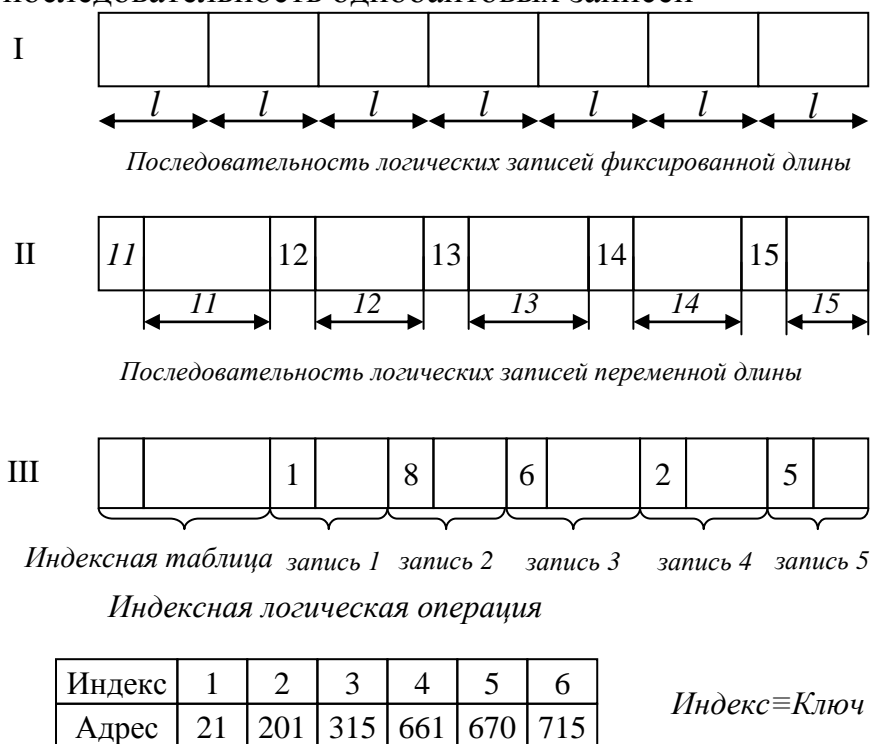 последовательность однобайтовых записей
I
l l l l l l l
Последовательность логических записей фиксированной длины
II 11 12 13 14 15
11 12 13 14 15
Последовательность логических записей переменной длины
III 1 8 6 2 5
Индексная таблица запись 1 запись 2 запись 3 запись 4 запись 5
Индексная логическая операция
Индекс 1 2 3 4 5 6
Индекс≡Ключ
Адрес 21 201 315 661 670 715